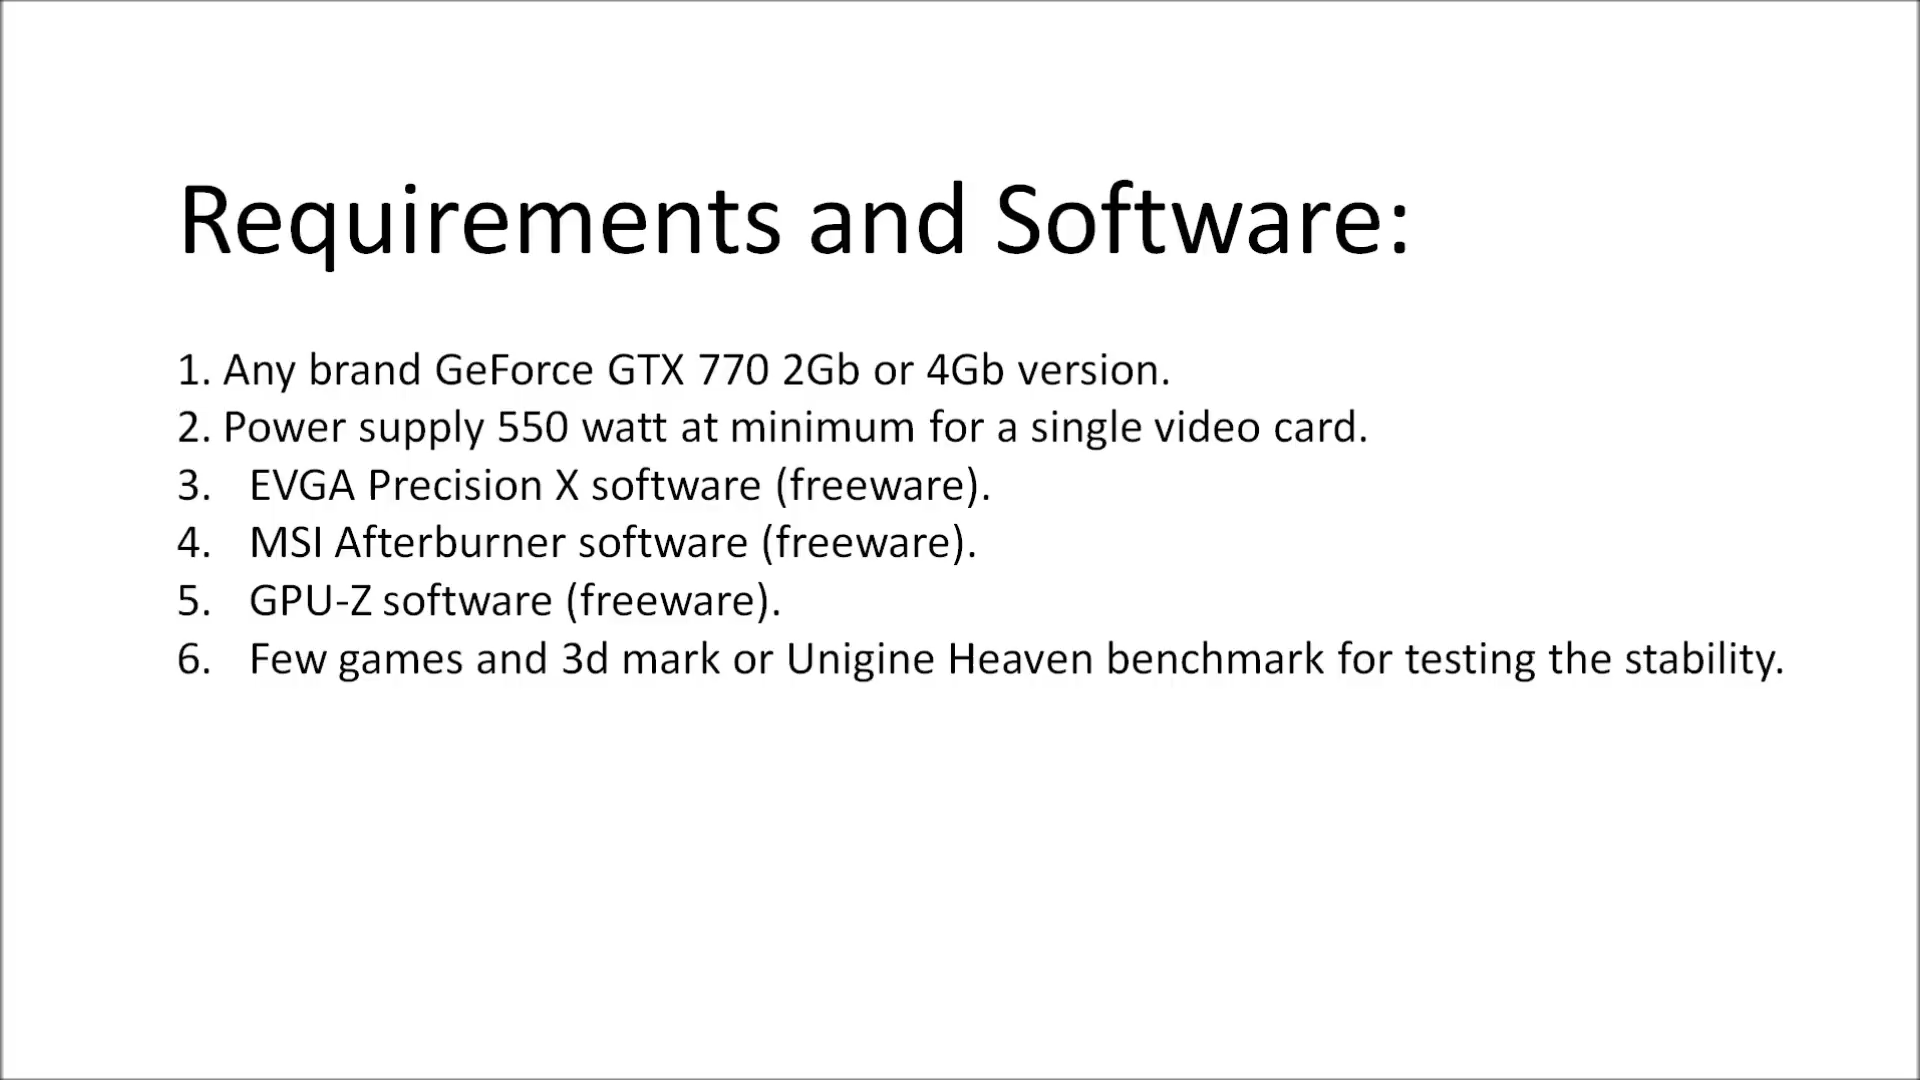 Requirements and Software:
1. Any brand GeForce GTX 770 2Gb or 4Gb version.
2. Power supply 550 watt at minimum for a single video card.
3. EVGA Precision X software (freeware).
4. MSI Afterburner software (freeware).
5. GPU-Z software (freeware).
6. Few games and 3d mark or Unigine Heaven benchmark for testing the stability.